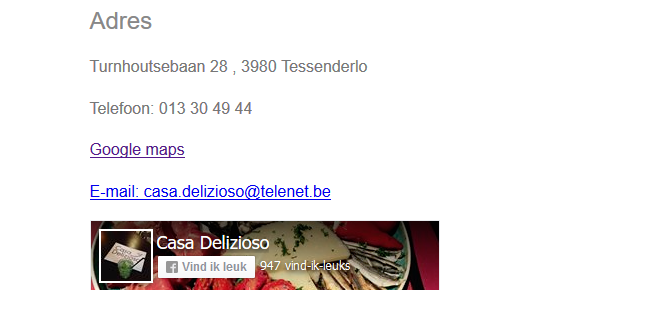 Adres
Turnhoutsebaan 28 , 3980 Tessenderlo
Telefoon: 013 30 49 44
Google maps
E-mail: casa.delizioso@telenet.be
Casa Delizioso
Vind ik leuk 947 vind-ik-leuks